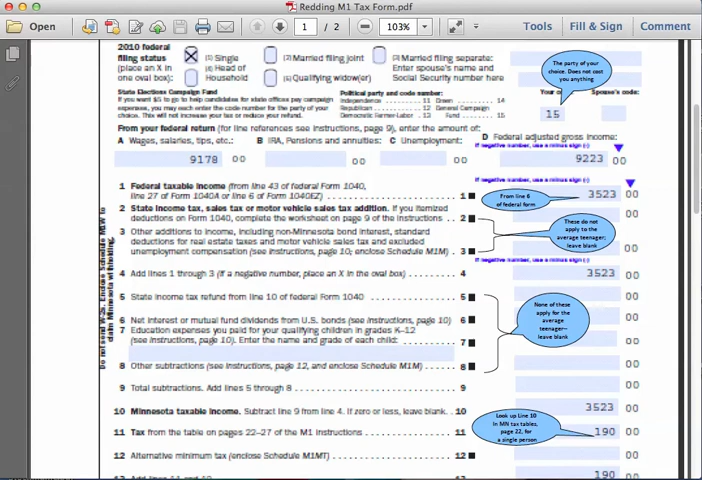 Redding M1 Tax Form.pdf
Open
1 / 2
103%
Tools
Fill & Sign
Comment
2010 federal
filing status
(place an X in
one oval box):
(1) Single
(4) Head of
Household
(2) Married filing joint
(5) Qualifying widow(er)
(3) Married filing separate:
Enter spouse's name and
Social Security number here
The party of your
choice. Does not cost
you anything
State Elections Campaign Fund
If you want $5 to go to help candidates for state offices pay campaign
expenses, you may each enter the code number for the party of your
choice. This will not increase your tax or reduce your refund.
Political party and code number:
Independence . . . . 11
Republican . . . . . 12
Democratic Farmer-Labor . 13
Green . . . . . . . 14
General Campaign
Fund . . . . . 15
Spouse's code:
15
From your federal return (for line references see instructions, page 9), enter the amount of:
A Wages, salaries, tips, etc.:
B IRA, Pensions and annuities:
C Unemployment:
D Federal adjusted gross income:
If negative number, use a minus sign (-)
9178 00
00
00
9223 00
If negative number, use a minus sign (-)
1 Federal taxable income (from line 43 of federal Form 1040,
line 27 of Form 1040A or line 6 of Form 1040EZ) . . . . . . . . . . . . . 1
From line 6
of federal form
3523 00
2 State income tax, sales tax or motor vehicle sales tax addition. If you itemized
deductions on Form 1040, complete the worksheet on page 9 of the instructions . . . . . . 2
00
3 Other additions to income, including non-Minnesota bond interest, standard
deductions for real estate taxes and motor vehicle sales tax and excluded
unemployment compensation (see instructions, page 10; enclose Schedule M1M) . . . . . 3
00
These do not
apply to the
average teenager;
leave blank
If negative number, use a minus sign (-)
4 Add lines 1 through 3 (if a negative number, place an X in the oval box) . . . . . . . . 4
3523 00
5 State income tax refund from line 10 of federal Form 1040 . . . . . . . . . . . . 5
00
6 Net interest or mutual fund dividends from U.S. bonds (see instructions, page 10) 6
00
7 Education expenses you paid for your qualifying children in grades K–12
(see instructions, page 10). Enter the name and grade of each child: . . . . . . . . . 7
00
None of these
apply for the
average
teenager—
leave blank
8 Other subtractions (see instructions, page 12, and enclose Schedule M1M) . . . . . . . 8
00
9 Total subtractions. Add lines 5 through 8 . . . . . . . . . . . . . . . . . . 9
00
10 Minnesota taxable income. Subtract line 9 from line 4. If zero or less, leave blank. . 10
3523 00
11 Tax from the table on pages 22–27 of the M1 instructions . . . . . . . . . . . . 11
190 00
Look up Line 10
in MN tax tables,
page 22, for
a single person
12 Alternative minimum tax (enclose Schedule M1MT) . . . . . . . . . . . . . . 12
00
190 00
Do not send W-2s. Enclose Schedule M1W to
claim Minnesota withholding.